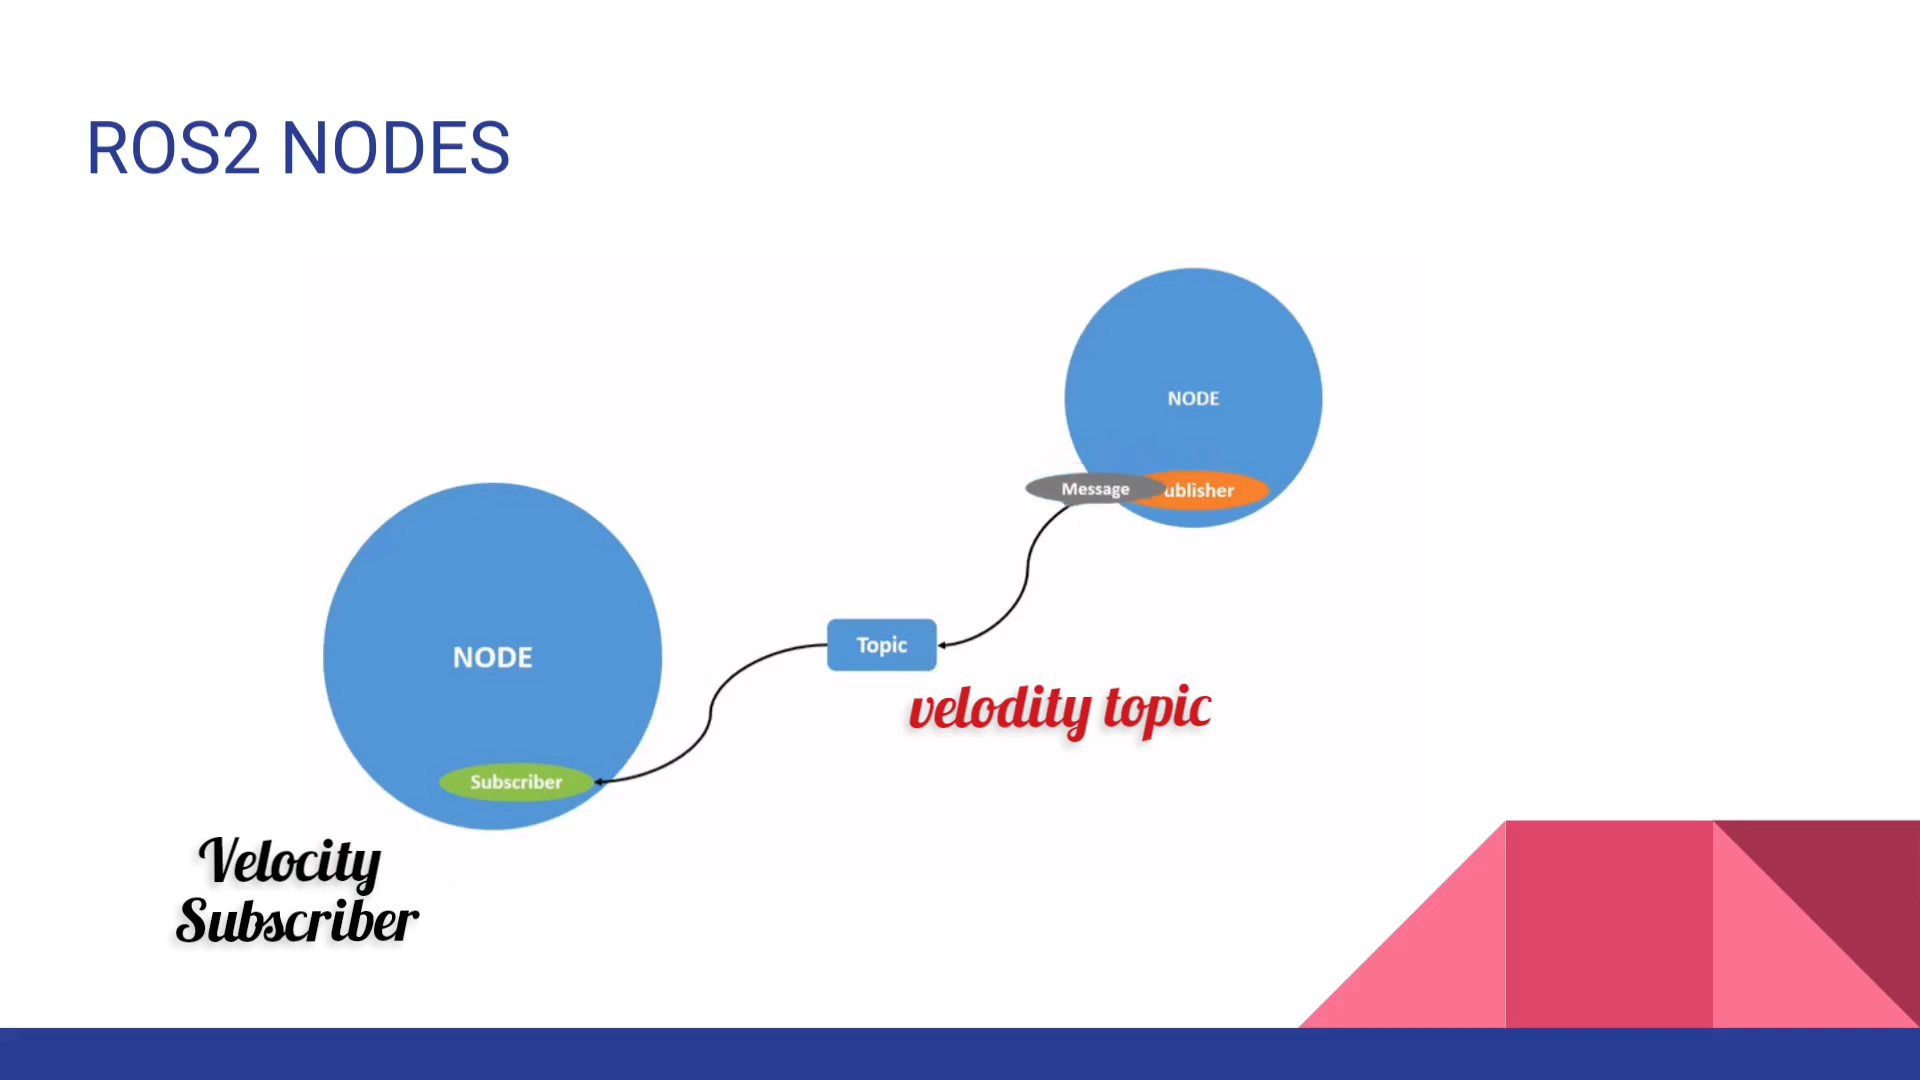 ROS2 NODES
NODE
Message
ublisher
NODE
Topic
velodity topic
Subscriber
Velocity
Subscriber